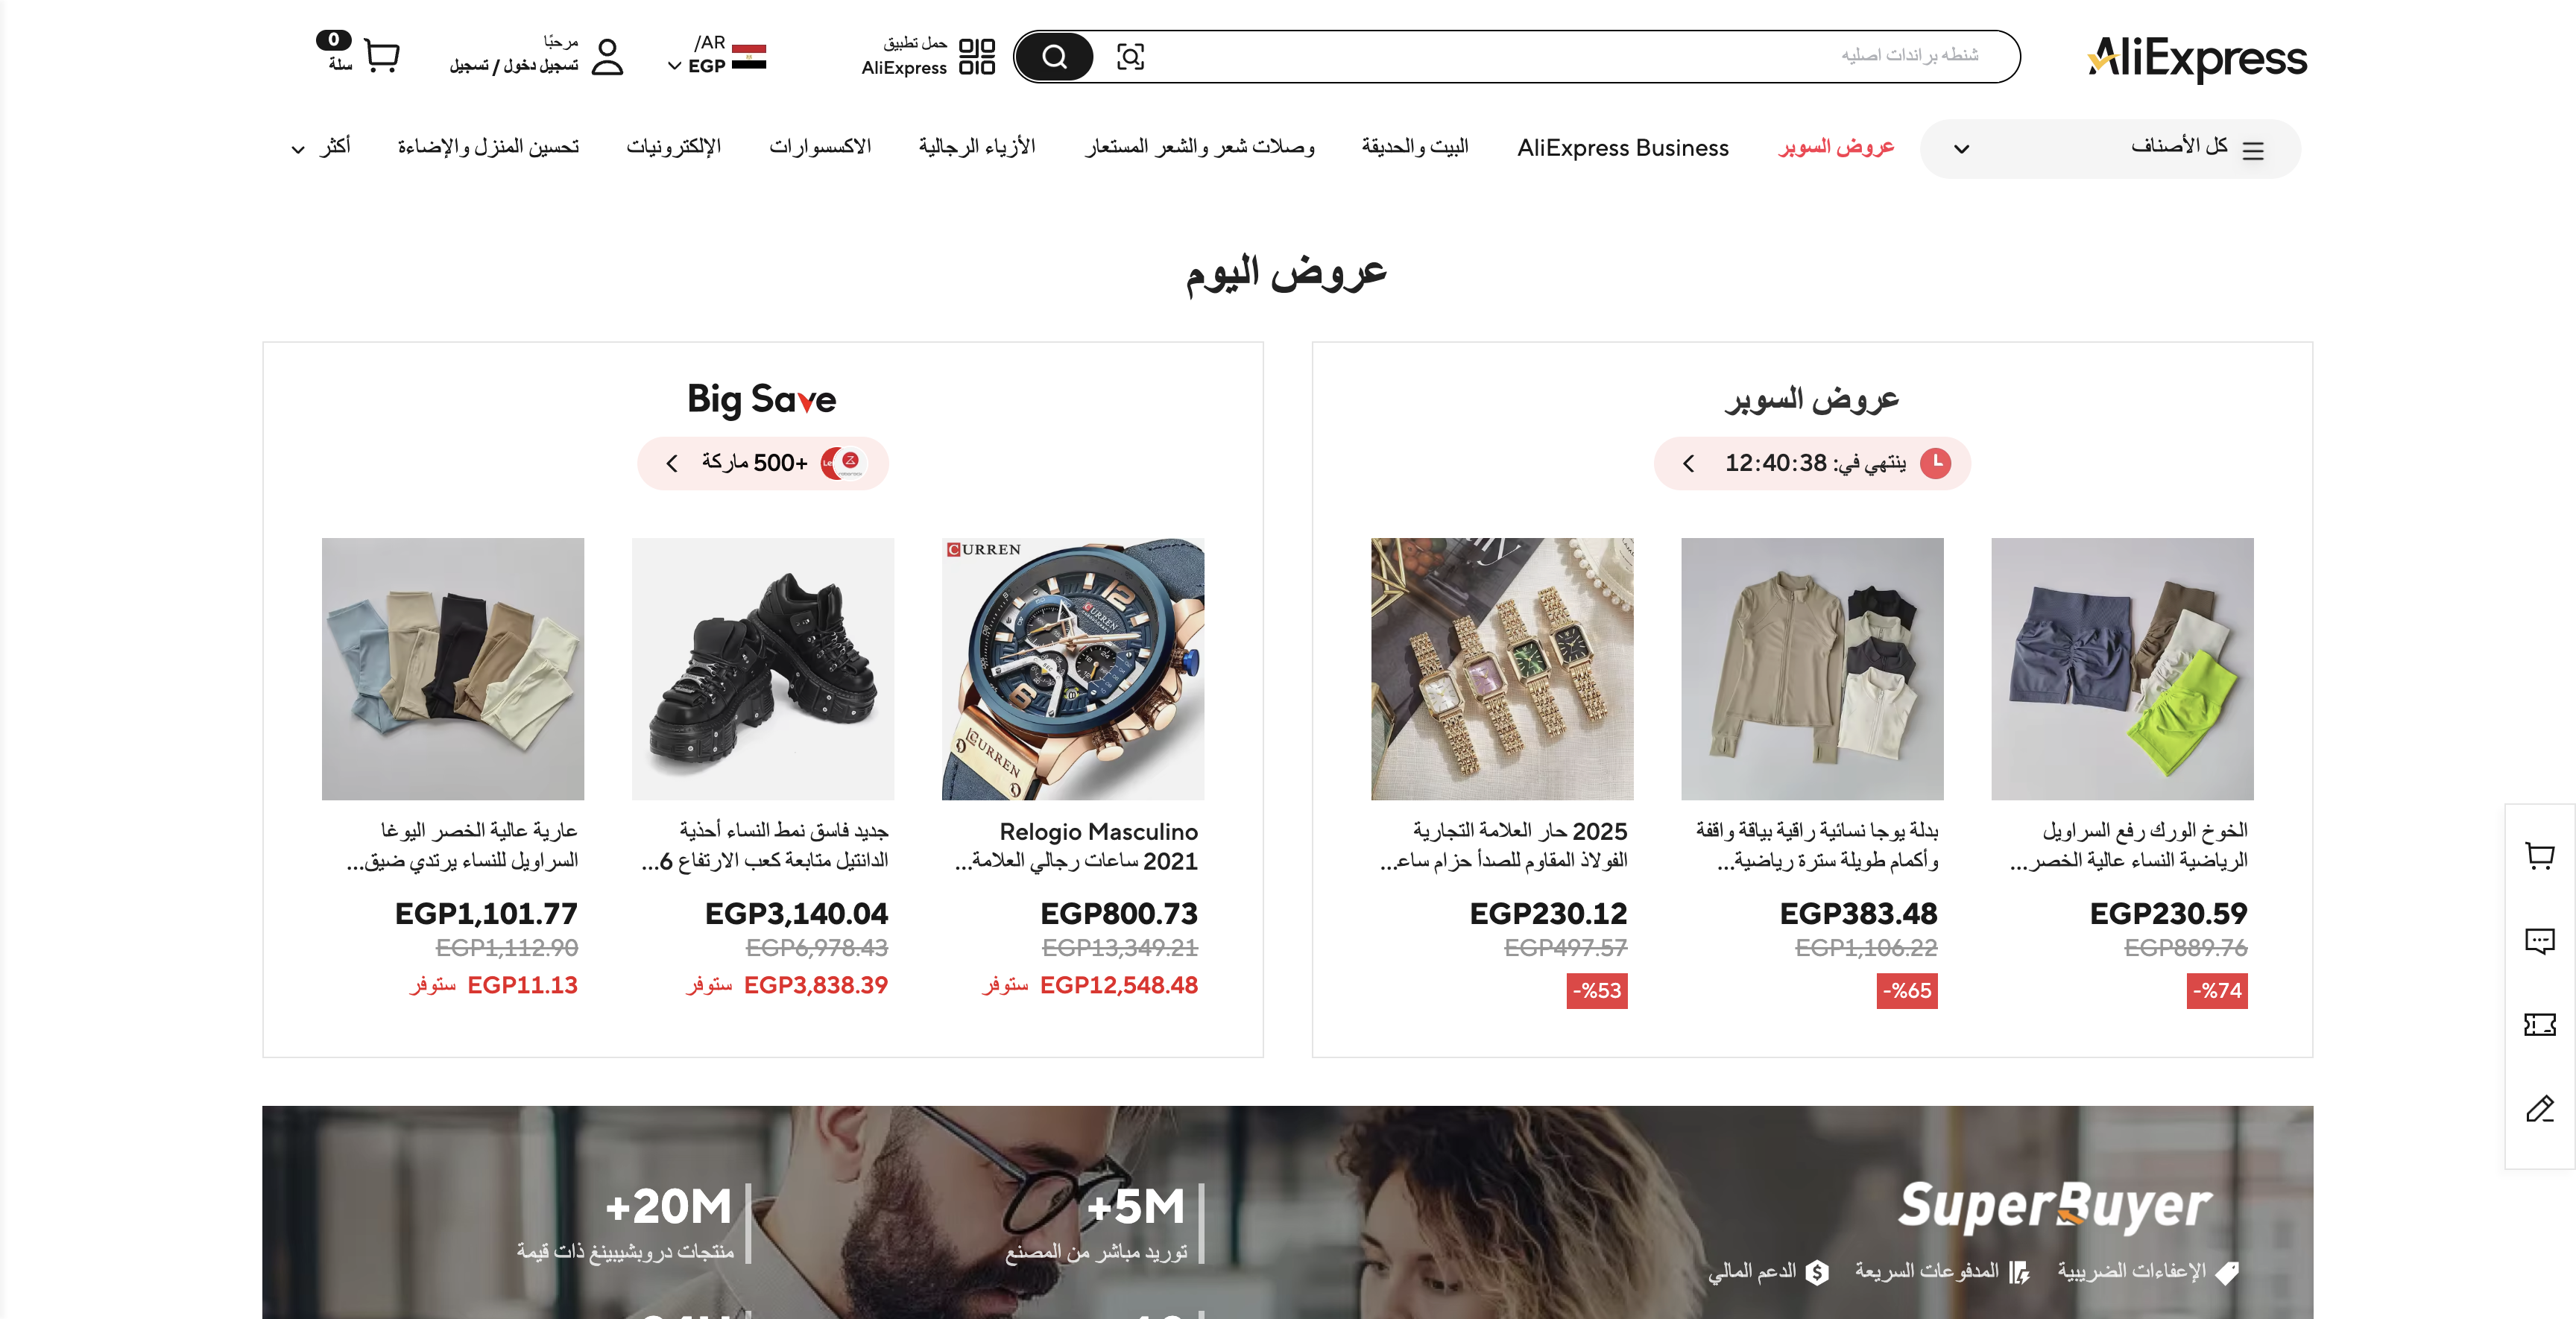 AliExpress
شنطه براندات اصليه
حمل تطبيق
AliExpress
AR/
EGP
مرحبًا
تسجيل دخول / تسجيل
0
سلة
كل الأصناف
عروض السوبر
AliExpress Business
البيت والحديقة
وصلات شعر والشعر المستعار
الأزياء الرجالية
الاكسسوارات
الإلكترونيات
تحسين المنزل والإضاءة
أكثر
عروض اليوم
عروض السوبر
ينتهي في: 12:40:38
الخوخ الورك رفع السراويل
الرياضية النساء عالية الخصر...
EGP230.59
EGP889.76
-%74
بدلة يوجا نسائية راقية بياقة واقفة
وأكمام طويلة سترة رياضية...
EGP383.48
EGP1,106.22
-%65
2025 حار العلامة التجارية
الفولاذ المقاوم للصدأ حزام ساعـ...
EGP230.12
EGP497.57
-%53
Big Save
+500 ماركة
CURREN
CURREN
CURREN
Relogio Masculino
2021 ساعات رجالي العلامة...
EGP800.73
EGP13,349.21
ستوفر EGP12,548.48
جديد فاسق نمط النساء أحذية
الدانتيل متابعة كعب الارتفاع 6...
EGP3,140.04
EGP6,978.43
ستوفر EGP3,838.39
عارية عالية الخصر اليوغا
السراويل للنساء يرتدي ضيق...
EGP1,101.77
EGP1,112.90
ستوفر EGP11.13
SuperBuyer
الإعفاءات الضريبية
المدفوعات السريعة
الدعم المالي
+5M
توريد مباشر من المصنع
+20M
منتجات دروبشيبينغ ذات قيمة